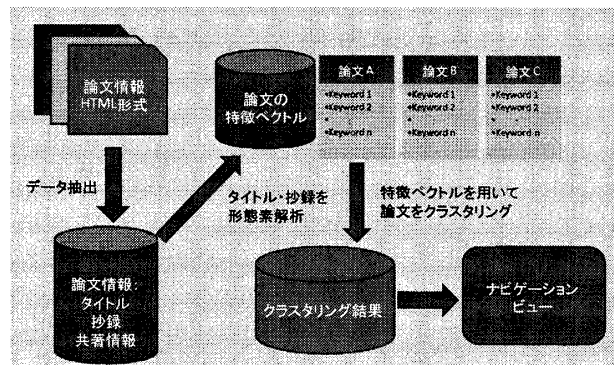 論文情報
HTML形式
論文の
特徴ベクトル
論文A
•Keyword 1
•Keyword 2
•
•Keyword n
論文B
•Keyword 1
•Keyword 2
•
•Keyword n
論文C
•Keyword 1
•Keyword 2
•
•Keyword n
データ抽出
タイトル・抄録を
形態素解析
特徴ベクトルを用いて
論文をクラスタリング
論文情報:
タイトル
抄録
共著情報
クラスタリング結果
ナビゲーション
ビュー